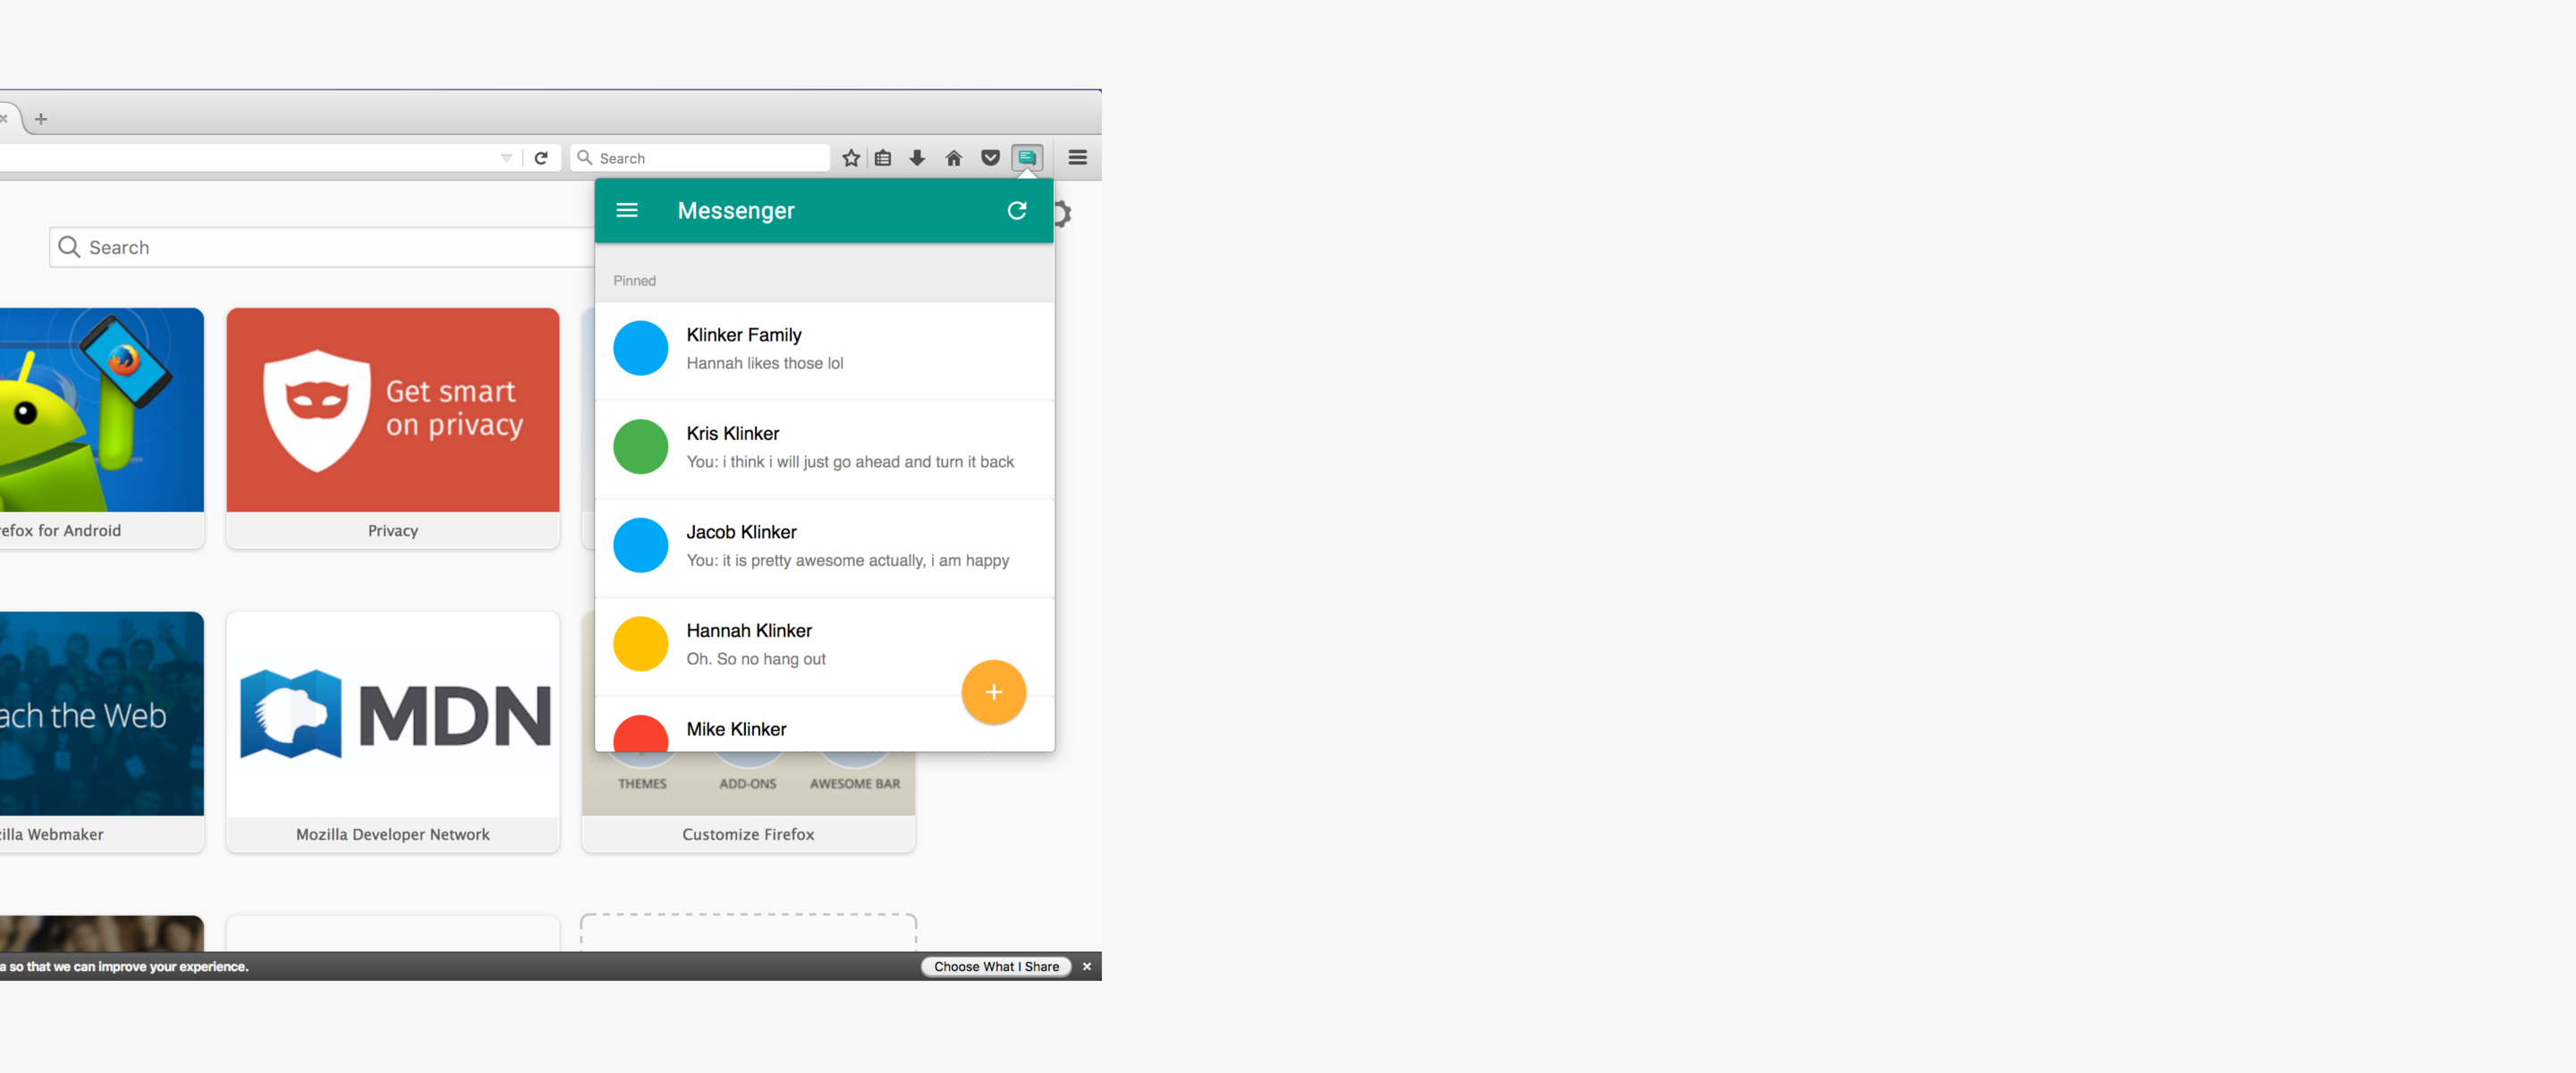 Search
Search
Messenger
Pinned
Klinker Family
Hannah likes those lol
Kris Klinker
You: i think i will just go ahead and turn it back
Jacob Klinker
You: it is pretty awesome actually, i am happy
Hannah Klinker
Oh. So no hang out
Mike Klinker
Get smart
on privacy
refox for Android
Privacy
ach the Web
MDN
THEMES
ADD-ONS
AWESOME BAR
zilla Webmaker
Mozilla Developer Network
Customize Firefox
a so that we can improve your experience.
Choose What I Share